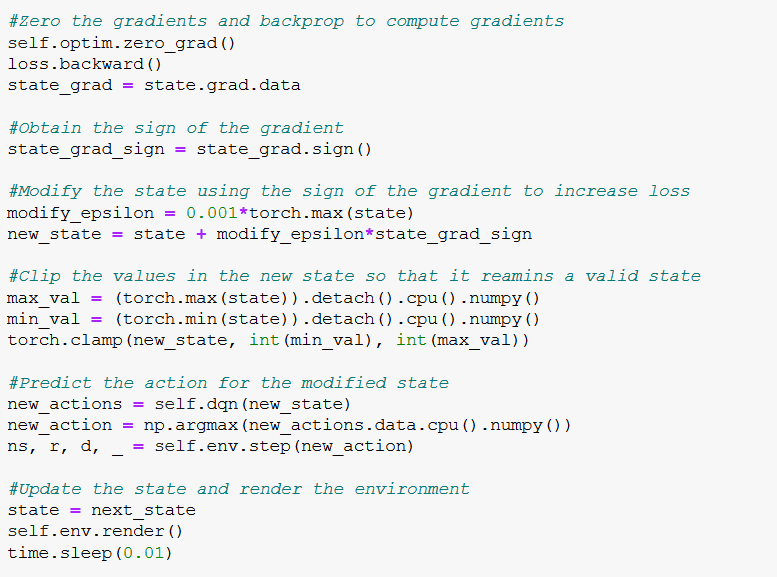 #Zero the gradients and backprop to compute gradients
self.optim.zero_grad()
loss.backward()
state_grad = state.grad.data
#Obtain the sign of the gradient
state_grad_sign = state_grad.sign()
#Modify the state using the sign of the gradient to increase loss
modify_epsilon = 0.001*torch.max(state)
new_state = state + modify_epsilon*state_grad_sign
#Clip the values in the new state so that it reamins a valid state
max_val = (torch.max(state)).detach().cpu().numpy()
min_val = (torch.min(state)).detach().cpu().numpy()
torch.clamp(new_state, int(min_val), int(max_val))
#Predict the action for the modified state
new_actions = self.dqn(new_state)
new_action = np.argmax(new_actions.data.cpu().numpy())
ns, r, d, _ = self.env.step(new_action)
#Update the state and render the environment
state = next_state
self.env.render()
time.sleep(0.01)